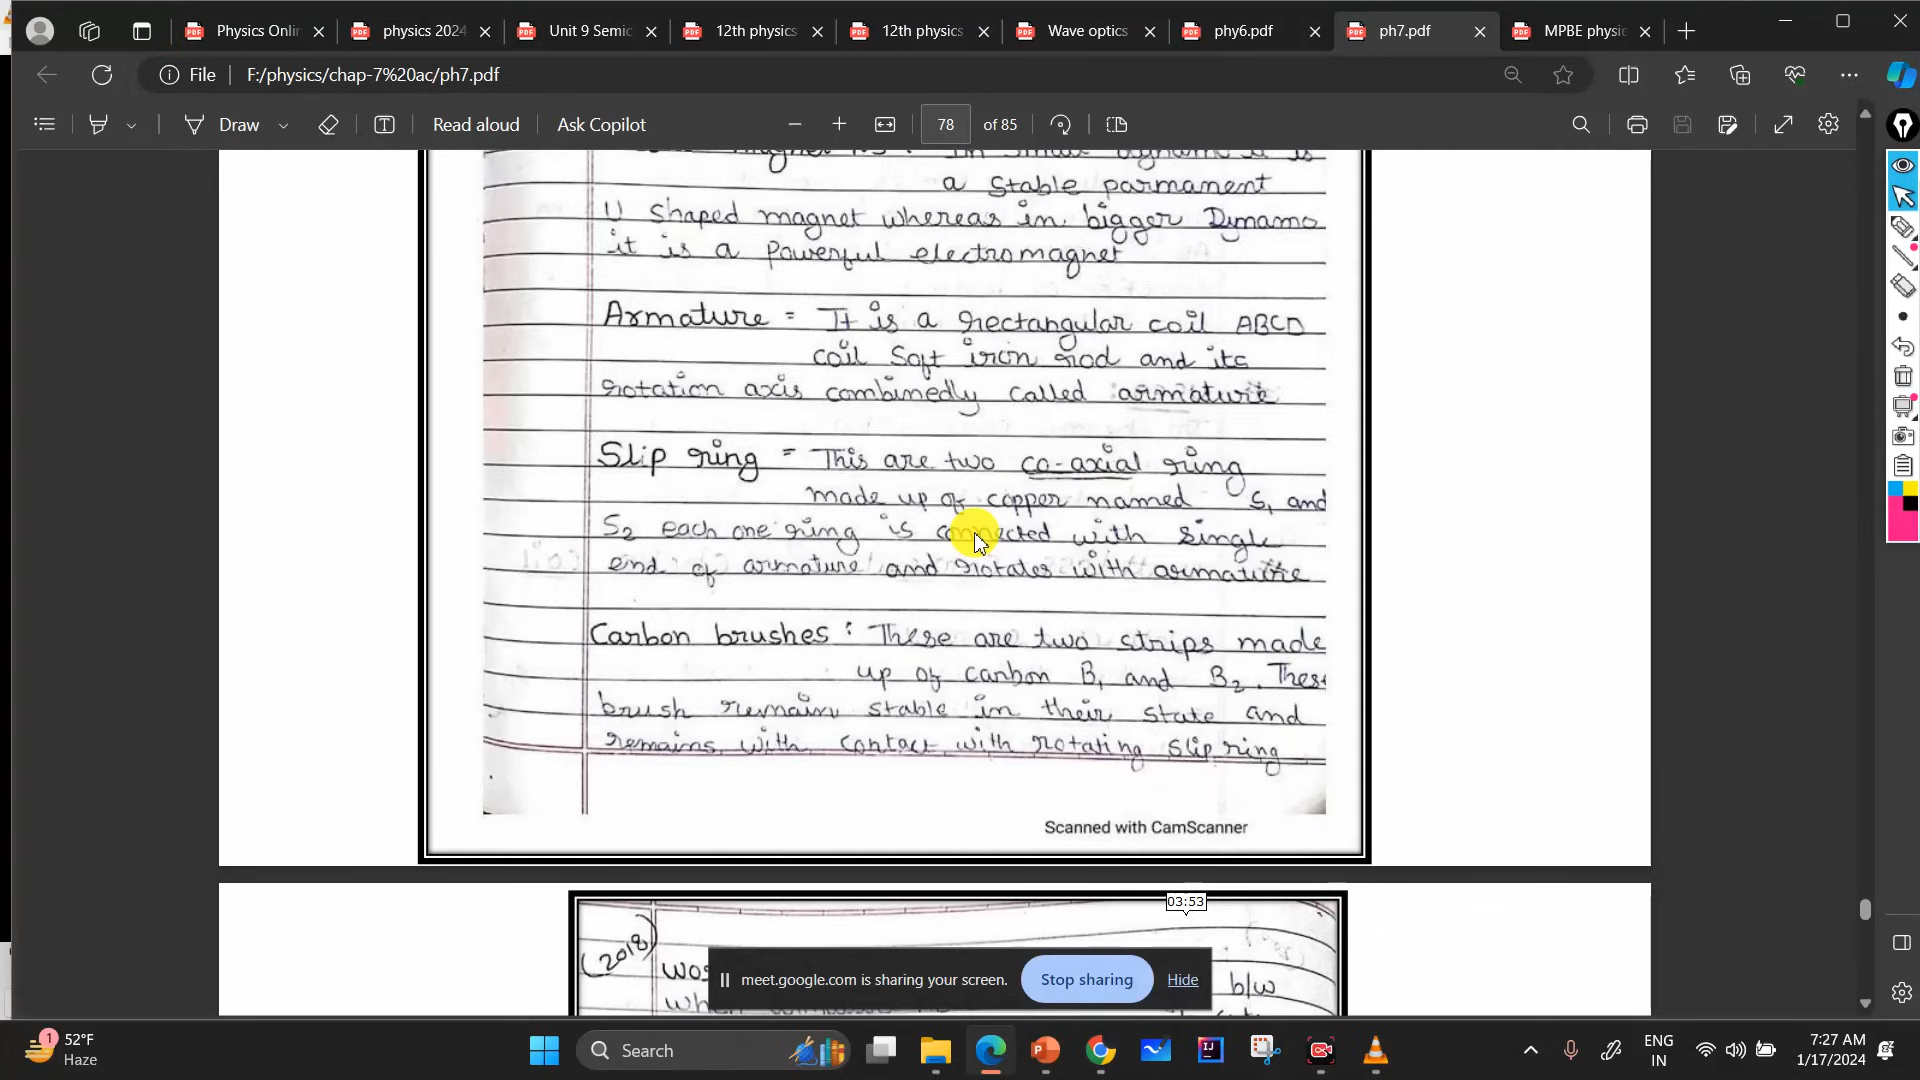 Physics Onlin
physics 2024
Unit 9 Semic
12th physics
12th physics
Wave optics
phy6.pdf
ph7.pdf
MPBE physic
File
F:/physics/chap-7%20ac/ph7.pdf
Draw
Read aloud
Ask Copilot
78
of 85
a stable parmanent
U shaped magnet whereas in bigger Dynamo
it is a powerful electromagnet
Armature = It is a rectangular coil ABCD
coil soft iron rod and its
rotation axis combinedly called armature
Slip ring = This are two co-axial ring
made up of copper named S1 and
S2 each one ring is connected with single
end of armature and rotates with armature
Carbon brushes : These are two strips made
up of carbon B1 and B2. These
brush remain stable in their state and
remains with contact with rotating slip ring
Scanned with CamScanner
03:53
(2018)
b/w
meet.google.com is sharing your screen.
Stop sharing
Hide
1
52°F
Haze
Search
ENG
IN
7:27 AM
1/17/2024